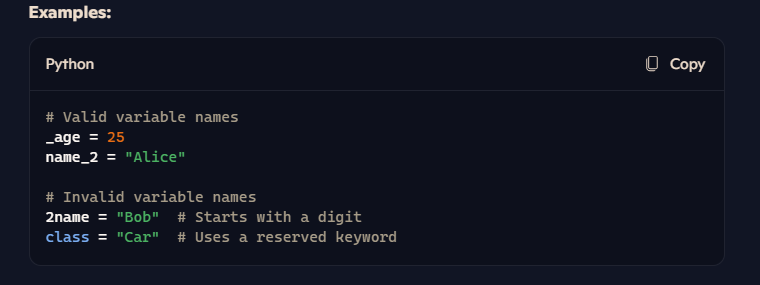 Examples:
Python
Copy
# Valid variable names
_age = 25
name_2 = "Alice"
# Invalid variable names
2name = "Bob"  # Starts with a digit
class = "Car"  # Uses a reserved keyword